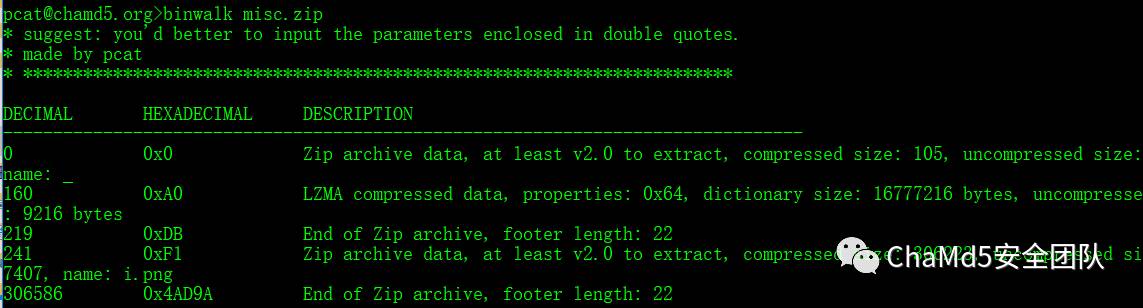 pcat@chamd5.org>binwalk misc.zip
* suggest: you'd better to input the parameters enclosed in double quotes.
* made by pcat
* ***********************************************************************
DECIMAL HEXADECIMAL DESCRIPTION
--------------------------------------------------------------------------------
0 0x0 Zip archive data, at least v2.0 to extract, compressed size: 105, uncompressed size:
name: _
160 0xA0 LZMA compressed data, properties: 0x64, dictionary size: 16777216 bytes, uncompresse
: 9216 bytes
219 0xDB End of Zip archive, footer length: 22
241 0xF1 Zip archive data, at least v2.0 to extract, compressed si
7407, name: i.png
306586 0x4AD9A End of Zip archive, footer length: 22
ChaMd5安全团队